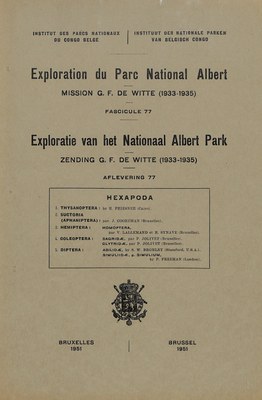 INSTITUT DES PARCS NATIONAUX
DU CONGO BELGE
INSTITUUT DER NATIONALE PARKEN
VAN BELGISCH CONGO
Exploration du Parc National Albert
MISSION G. F. DE WITTE (1933-1935)
FASCICULE 77
Exploratie van het Nationaal Albert Park
ZENDING G. F. DE WITTE (1933-1935)
AFLEVERING 77
HEXAPODA
1. THYSANOPTERA: by H. PRIESNER (Cairo).
2. SUCTORIA
(APHANIPTERA): par J. COOREMAN (Bruxelles).
3. HEMIPTERA: HOMOPTERA,
par V. LALLEMAND et H. SYNAVE (Bruxelles).
4. COLEOPTERA: SAGRIDÆ, par P. JOLIVET (Bruxelles).
CLYTRIDÆ, par P. JOLIVET (Bruxelles).
5. DIPTERA: ASILIDÆ, by S. W. BROMLEY (Stamford, U.S.A.).
SIMULIIDÆ, g. SIMULIUM,
by P. FREEMAN (London).
BRUXELLES
1951
BRUSSEL
1951